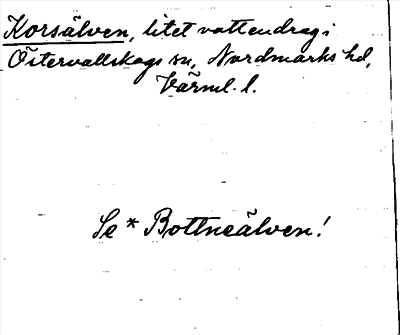 Korsälven, litet vattendrag i
Östervallskogs sn, Nordmarks hd,
Värml. l.
Se * Bottneälven!